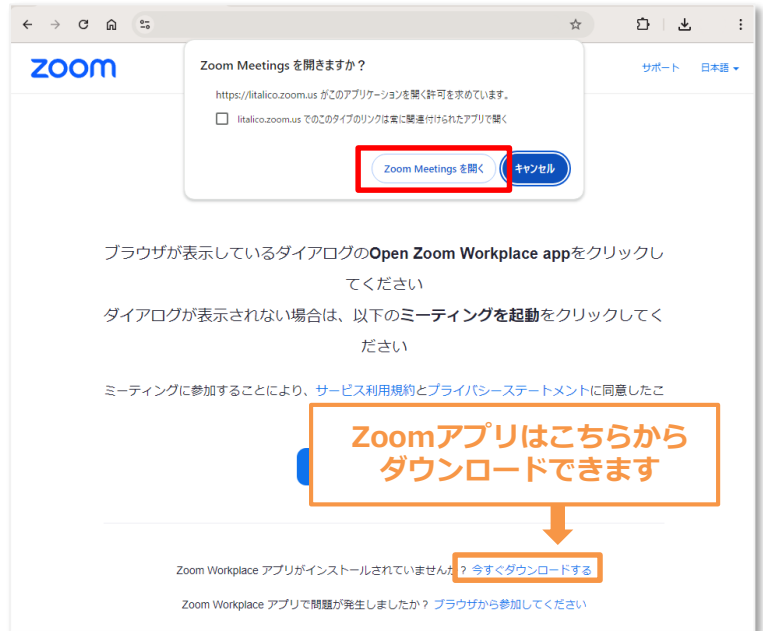 zoom
サポート 日本語
Zoom Meetings を開きますか？
https://litalico.zoom.us がこのアプリケーションを開く許可を求めています。
litalico.zoom.us でのこのタイプのリンクは常に関連付けられたアプリで開く
Zoom Meetings を開く キャンセル
ブラウザが表示しているダイアログのOpen Zoom Workplace appをクリックし
てください
ダイアログが表示されない場合は、以下のミーティングを起動をクリックしてく
ださい
ミーティングに参加することにより、サービス利用規約とプライバシーステートメントに同意したこ
Zoomアプリはこちらから
ダウンロードできます
Zoom Workplace アプリがインストールされていませんか？ 今すぐダウンロードする
Zoom Workplace アプリで問題が発生しましたか？ ブラウザから参加してください